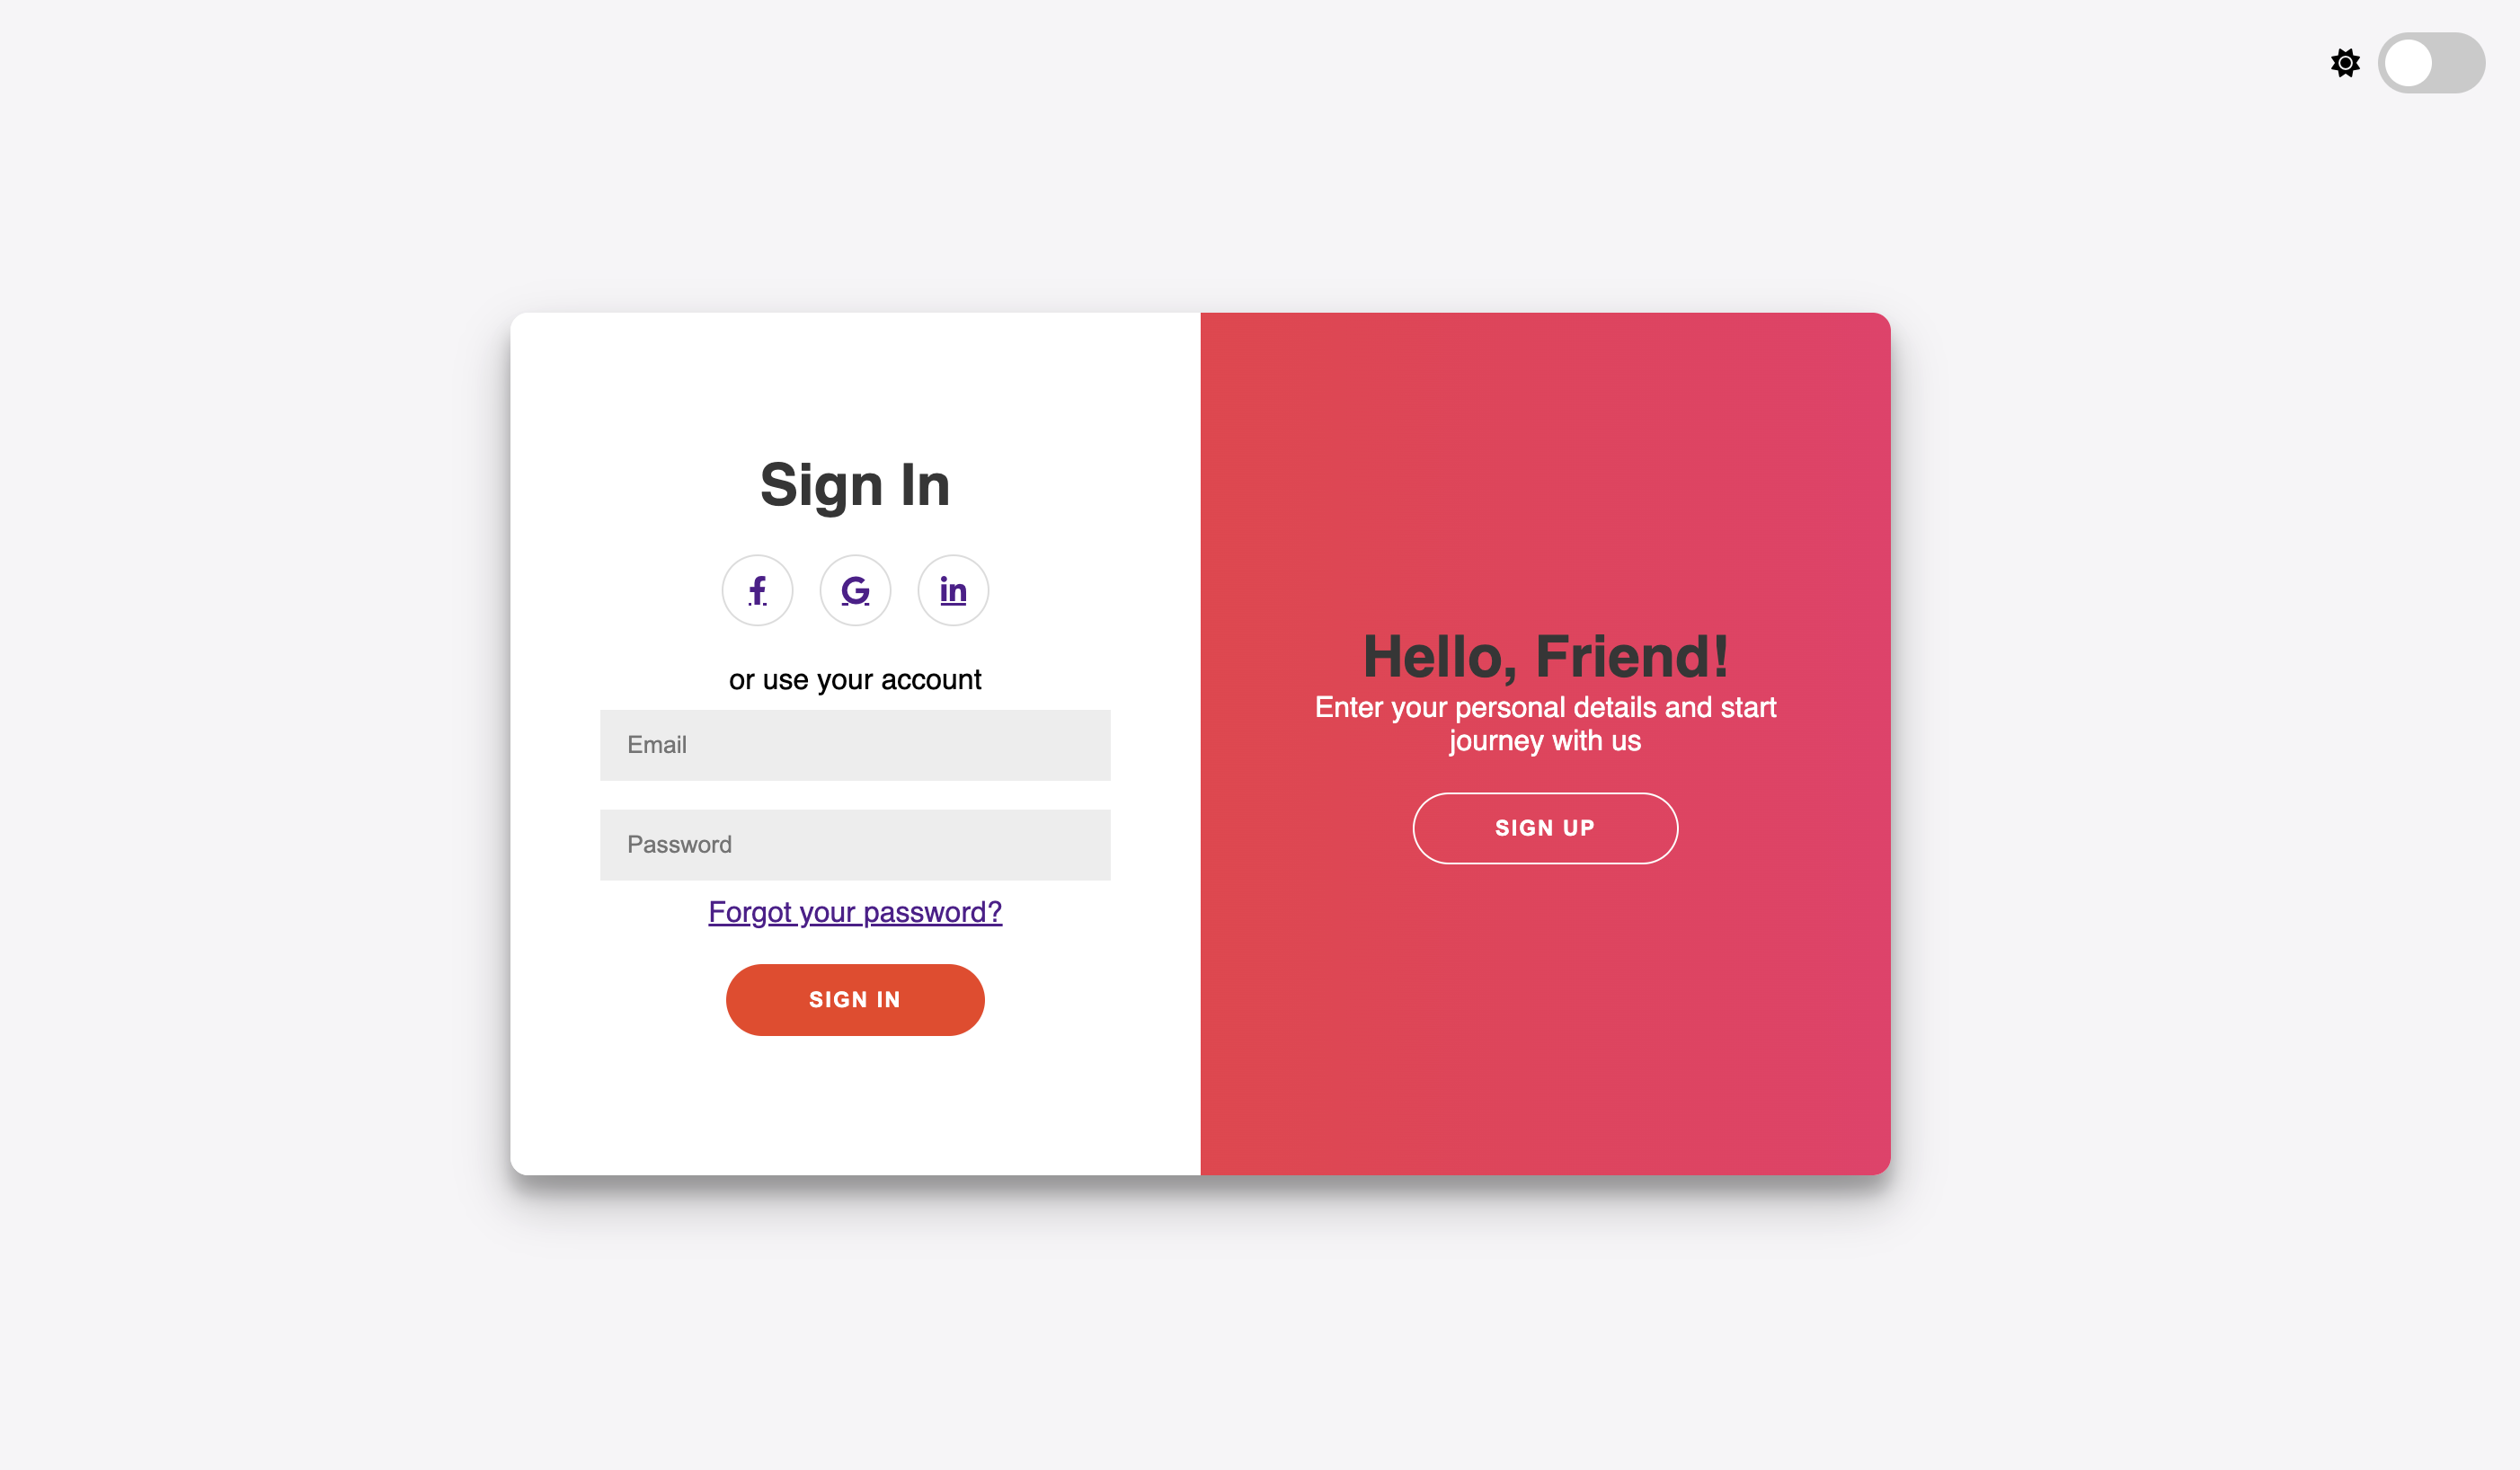 Sign In
f G in
or use your account
Email
Password
Forgot your password?
SIGN IN
Hello, Friend!
Enter your personal details and start
journey with us
SIGN UP